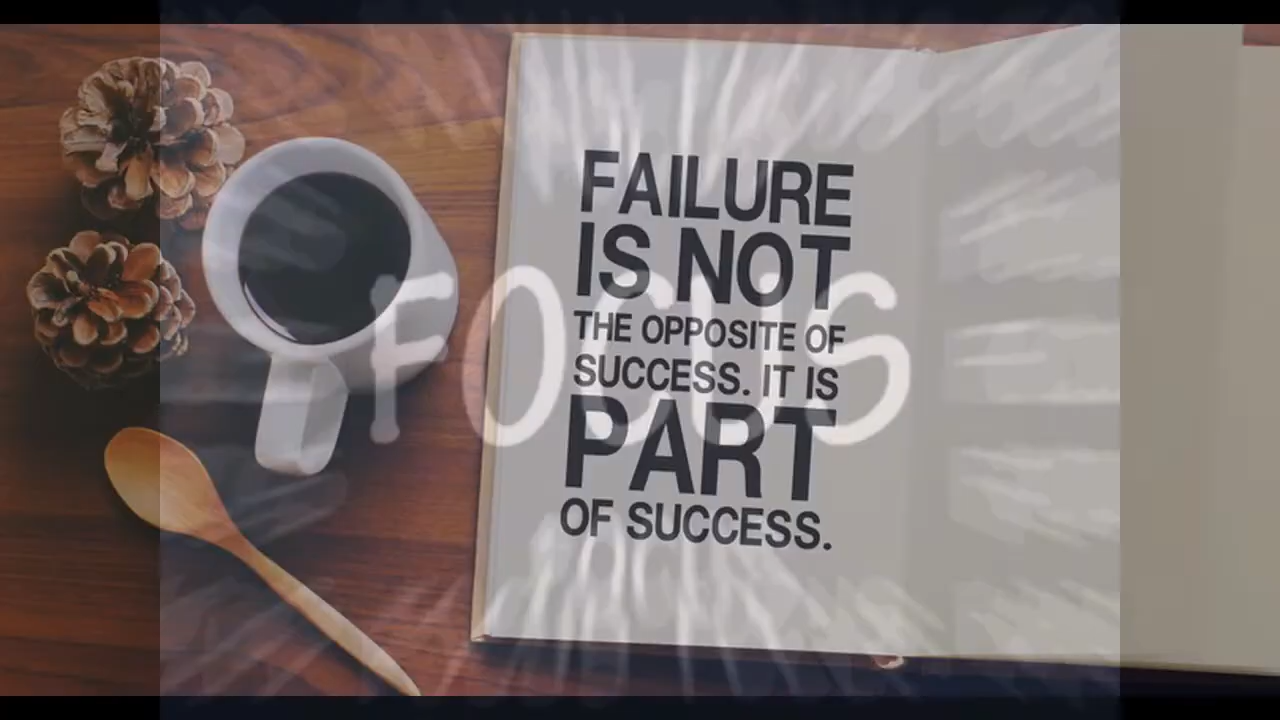 FAILURE
IS NOT
THE OPPOSITE OF
SUCCESS. IT IS
PART
OF SUCCESS.
FOCUS